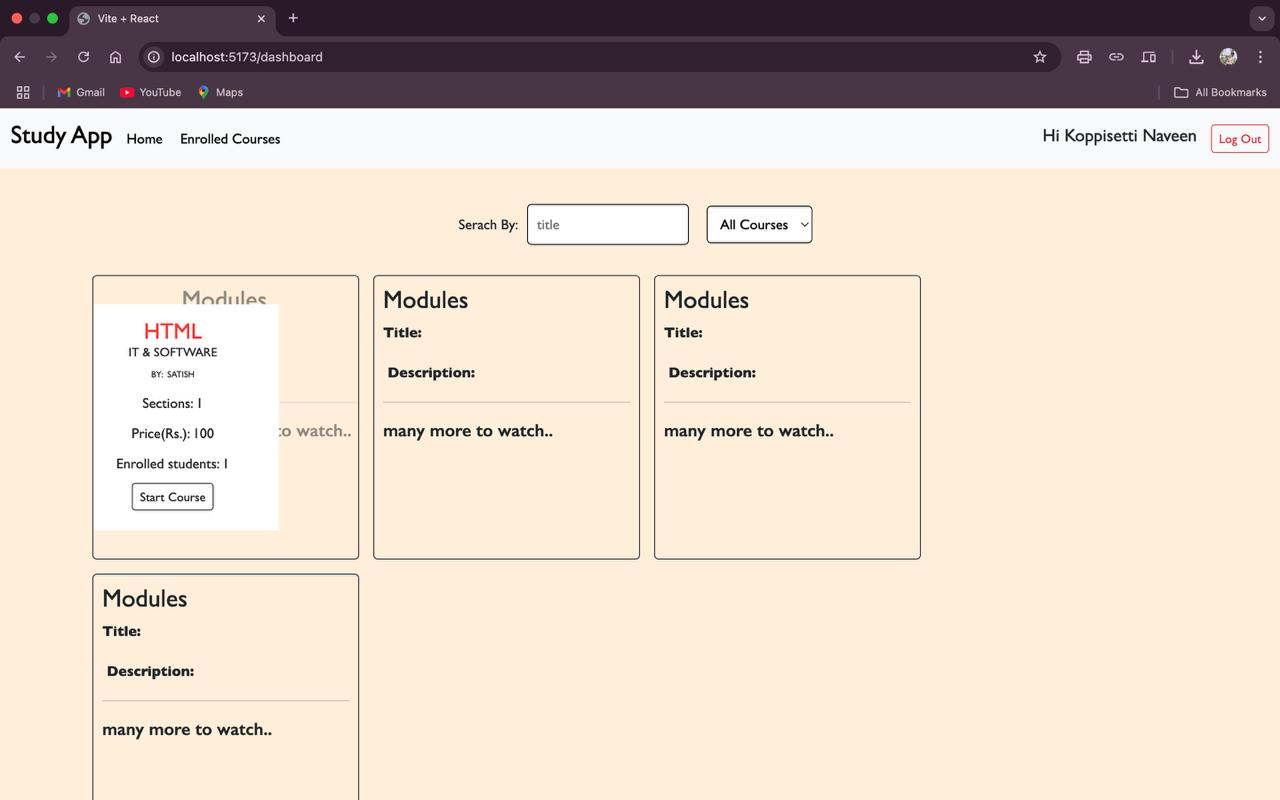 Vite + React
localhost:5173/dashboard
Gmail YouTube Maps All Bookmarks
Study App Home Enrolled Courses Hi Koppisetti Naveen Log Out
Serach By: title All Courses
Modules
HTML
IT & SOFTWARE
BY: SATISH
Sections: 1
Price(Rs.): 100
Enrolled students: 1
Start Course
to watch..
Modules
Title:
Description:
many more to watch..
Modules
Title:
Description:
many more to watch..
Modules
Title:
Description:
many more to watch..